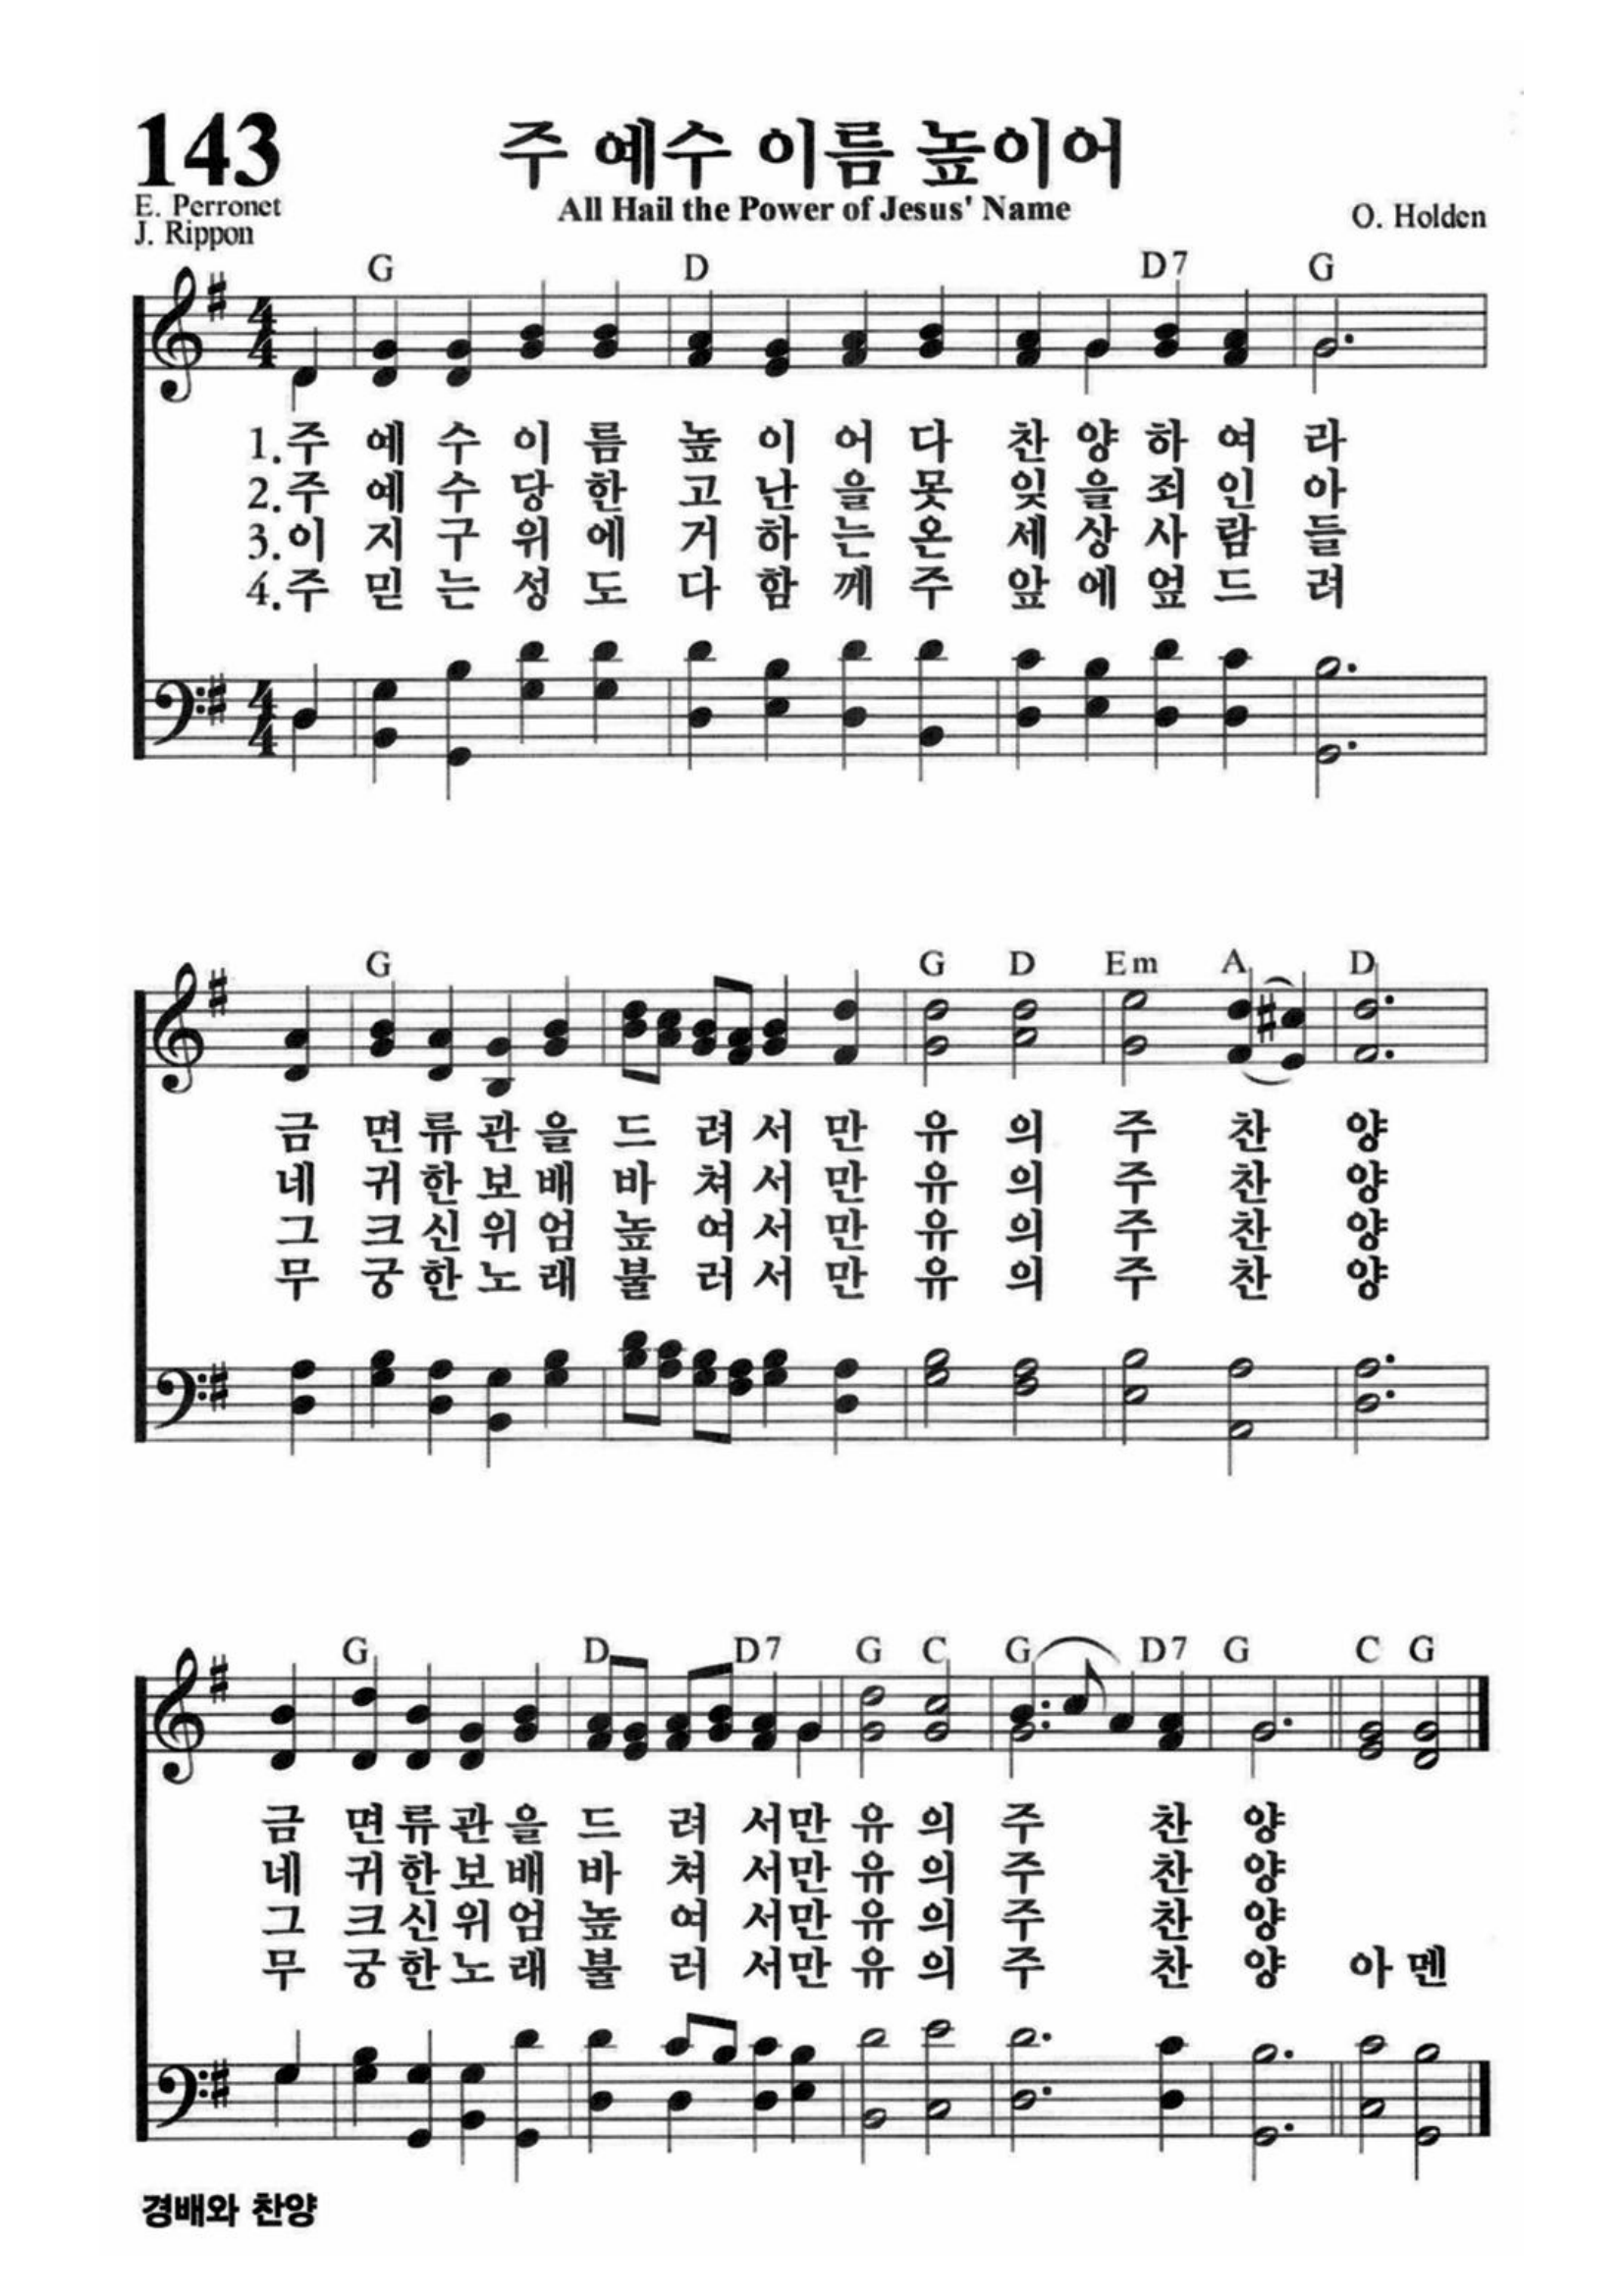 143
주 예수 이름 높이어
All Hail the Power of Jesus' Name
E. Perronet
J. Rippon
O. Holden
G D D7 G
1.주 예 수 이 름 높 이 어 다 찬 양 하 여 라
2.주 예 수 당 한 고 난 을 못 잊 을 죄 인 아
3.이 지 구 위 에 거 하 는 온 세 상 사 람 들
4.주 믿 는 성 도 다 함 께 주 앞 에 엎 드 려
G G D Em A D
금 면 류 관 을 드 려 서 만 유 의 주 찬 양
네 귀 한 보 배 바 쳐 서 만 유 의 주 찬 양
그 크 신 위 엄 높 여 서 만 유 의 주 찬 양
무 궁 한 노 래 불 러 서 만 유 의 주 찬 양
G D D7 G C G D7 G C G
금 면 류 관 을 드 려 서 만 유 의 주 찬 양
네 귀 한 보 배 바 쳐 서 만 유 의 주 찬 양
그 크 신 위 엄 높 여 서 만 유 의 주 찬 양
무 궁 한 노 래 불 러 서 만 유 의 주 찬 양 아 멘
경배와 찬양